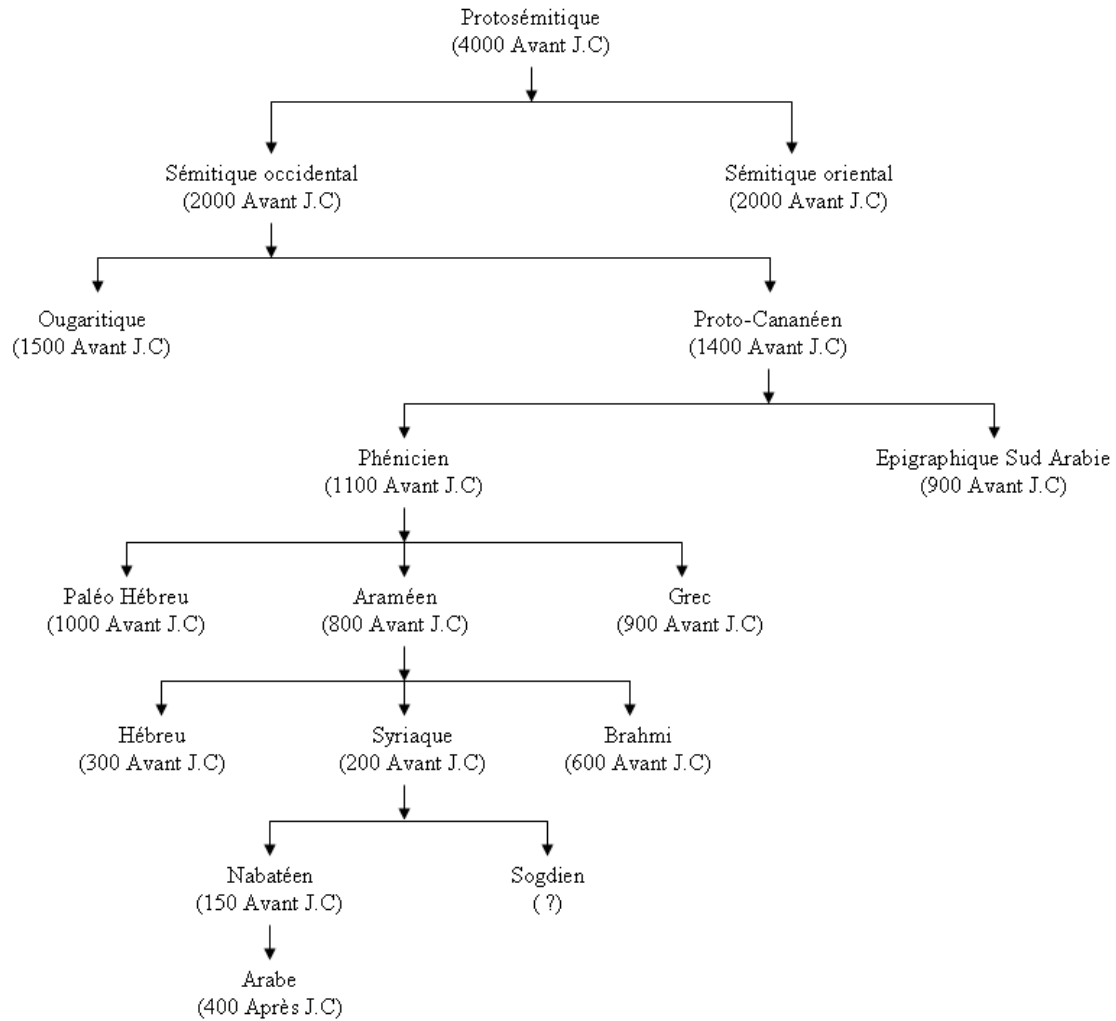 Protosémitique
(4000 Avant J.C)
Sémitique occidental
(2000 Avant J.C)
Sémitique oriental
(2000 Avant J.C)
Ougaritique
(1500 Avant J.C)
Proto-Cananéen
(1400 Avant J.C)
Phénicien
(1100 Avant J.C)
Epigraphique Sud Arabie
(900 Avant J.C)
Paléo Hébreu
(1000 Avant J.C)
Araméen
(800 Avant J.C)
Grec
(900 Avant J.C)
Hébreu
(300 Avant J.C)
Syriaque
(200 Avant J.C)
Brahmi
(600 Avant J.C)
Nabatéen
(150 Avant J.C)
Sogdien
( ?)
Arabe
(400 Après J.C)